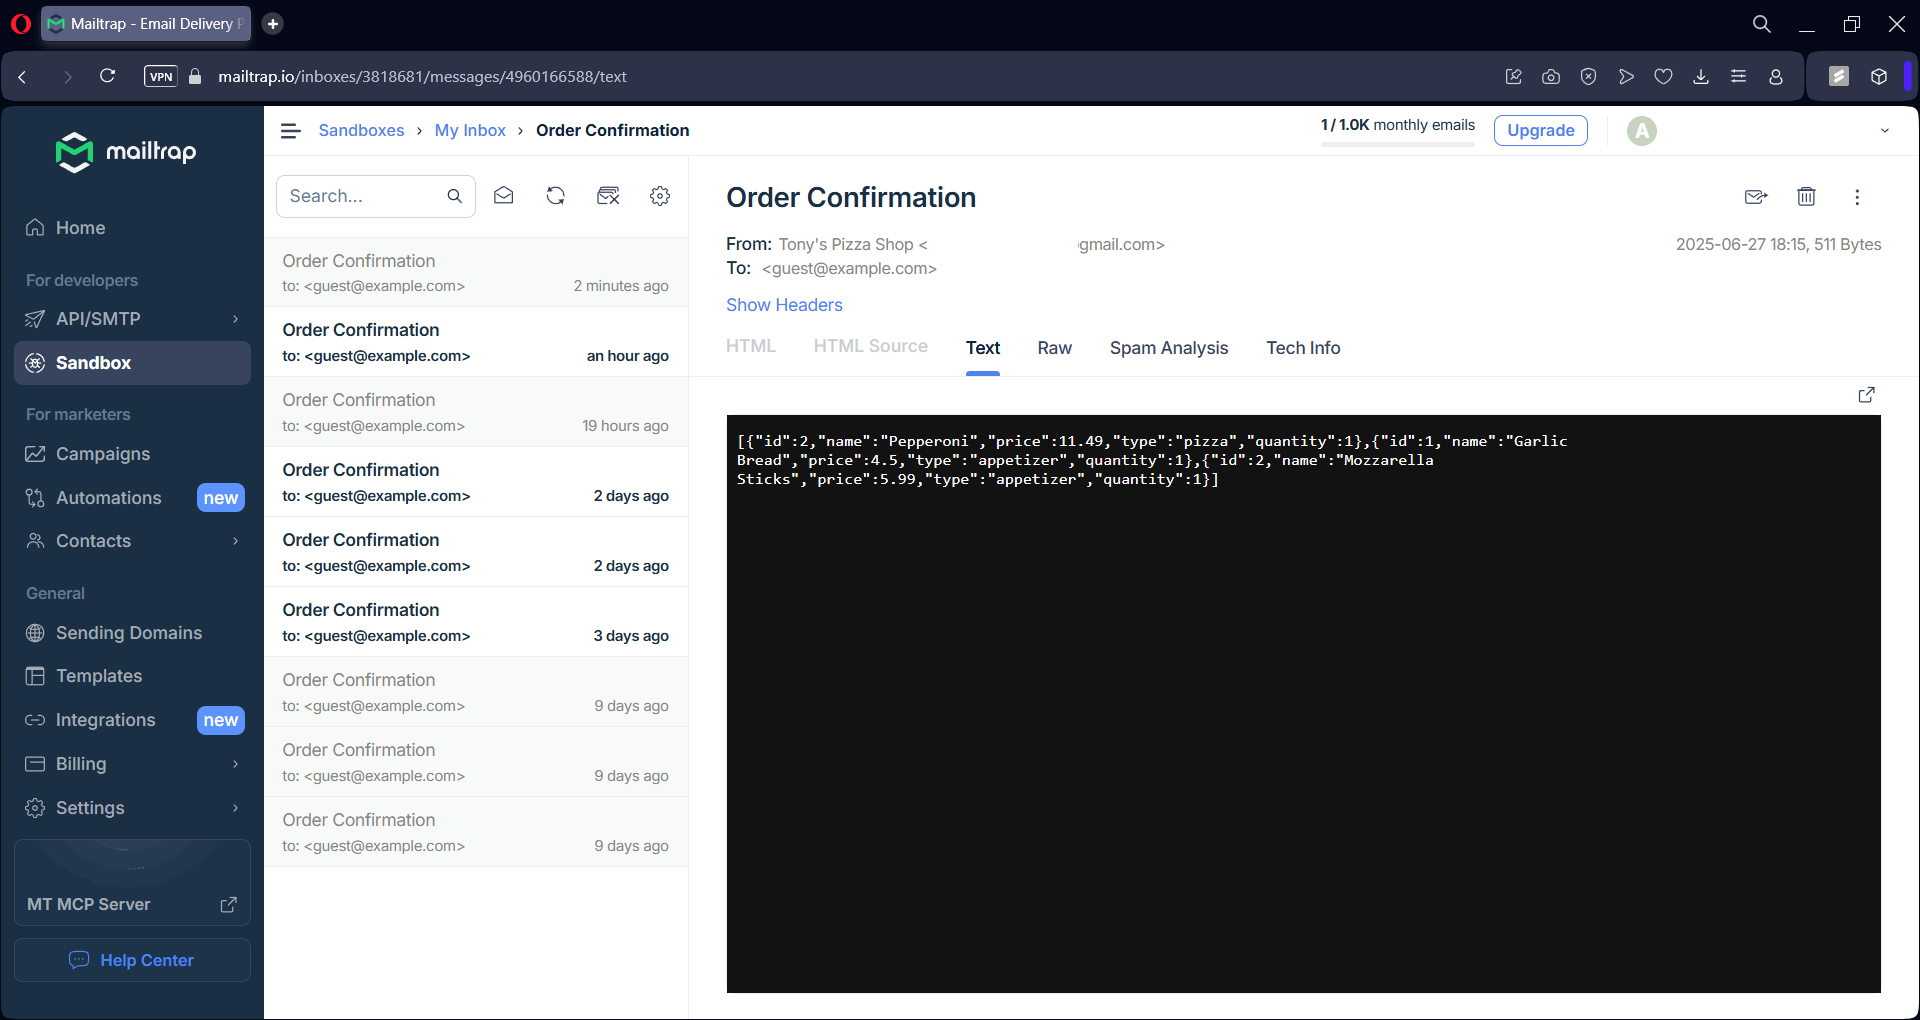 Mailtrap - Email Delivery P
VPN
mailtrap.io/inboxes/3818681/messages/4960166588/text
mailtrap
Home
For developers
API/SMTP
Sandbox
For marketers
Campaigns
Automations new
Contacts
General
Sending Domains
Templates
Integrations new
Billing
Settings
MT MCP Server
Help Center
Sandboxes › My Inbox › Order Confirmation
1 / 1.0K monthly emails
Upgrade
A
Search...
Order Confirmation
to: <guest@example.com> 2 minutes ago
Order Confirmation
to: <guest@example.com> an hour ago
Order Confirmation
to: <guest@example.com> 19 hours ago
Order Confirmation
to: <guest@example.com> 2 days ago
Order Confirmation
to: <guest@example.com> 2 days ago
Order Confirmation
to: <guest@example.com> 3 days ago
Order Confirmation
to: <guest@example.com> 9 days ago
Order Confirmation
to: <guest@example.com> 9 days ago
Order Confirmation
to: <guest@example.com> 9 days ago
Order Confirmation
From: Tony's Pizza Shop < gmail.com> 2025-06-27 18:15, 511 Bytes
To: <guest@example.com>
Show Headers
HTML HTML Source Text Raw Spam Analysis Tech Info
[{"id":2,"name":"Pepperoni","price":11.49,"type":"pizza","quantity":1},{"id":1,"name":"Garlic
Bread","price":4.5,"type":"appetizer","quantity":1},{"id":2,"name":"Mozzarella
Sticks","price":5.99,"type":"appetizer","quantity":1}]